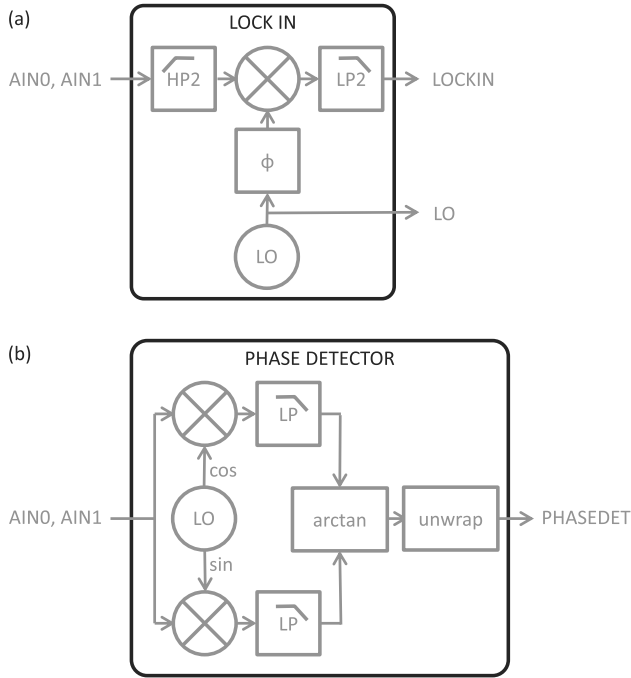 (a)
LOCK IN
AIN0, AIN1
HP2
LP2
LOCKIN
ϕ
LO
LO
(b)
PHASE DETECTOR
LP
cos
AIN0, AIN1
LO
arctan
unwrap
PHASEDET
sin
LP